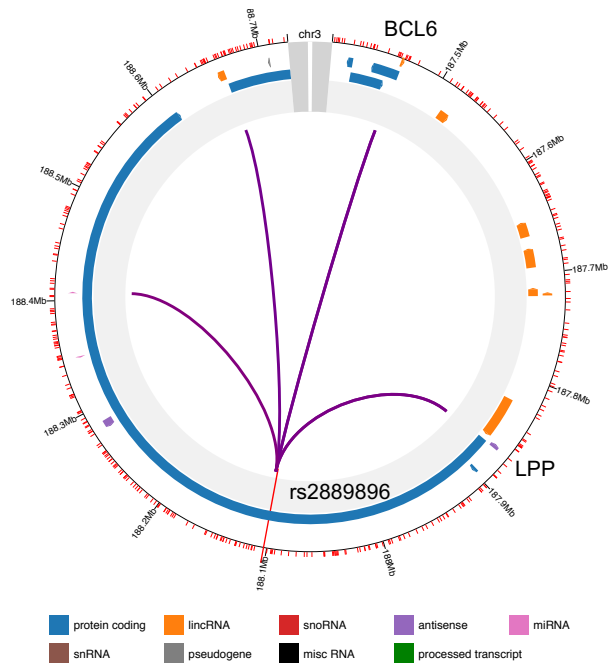 BCL6
chr3
88.7Mb
187.5Mb
188.6Mb
187.6Mb
188.5Mb
187.7Mb
188.4Mb
187.8Mb
188.3Mb
LPP
rs2889896
187.9Mb
188.2Mb
188Mb
188.1Mb
protein coding
lincRNA
snoRNA
antisense
miRNA
snRNA
pseudogene
misc RNA
processed transcript